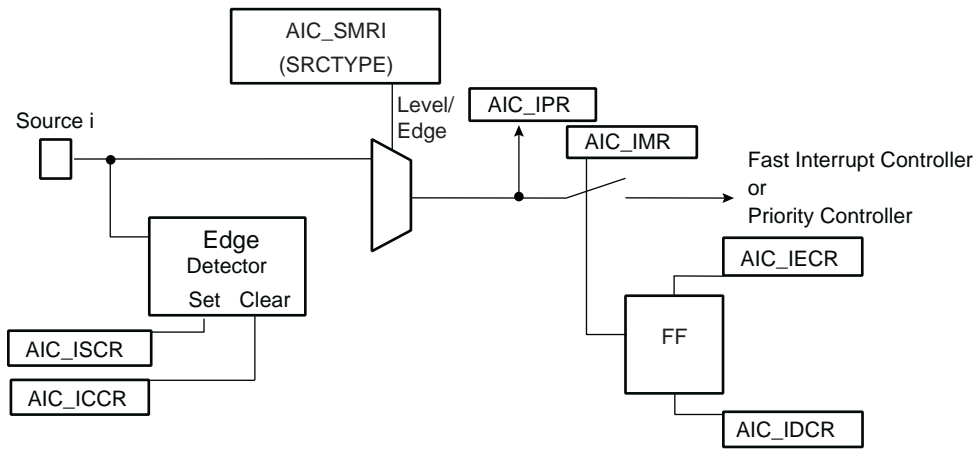 AIC_SMRI
(SRCTYPE)
Level/
Edge
AIC_IPR
Source i
AIC_IMR
Fast Interrupt Controller
or
Priority Controller
Edge
Detector
Set Clear
AIC_IECR
FF
AIC_ISCR
AIC_ICCR
AIC_IDCR